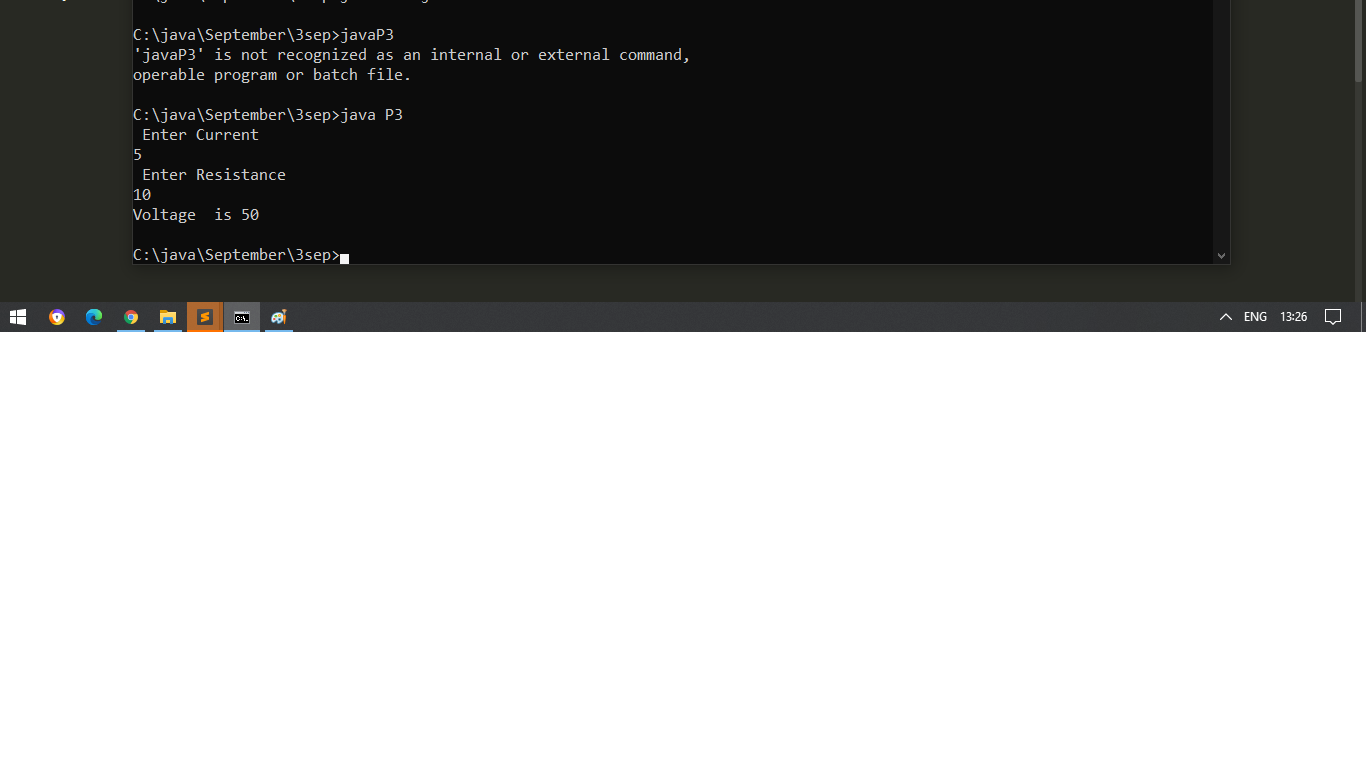 C:\java\September\3sep>javaP3
'javaP3' is not recognized as an internal or external command,
operable program or batch file.
C:\java\September\3sep>java P3
 Enter Current
5
 Enter Resistance
10
Voltage  is 50
C:\java\September\3sep>
ENG 13:26